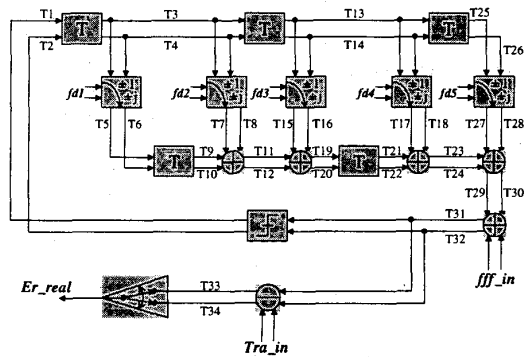 T1 T3 T13 T25
T T T
T2 T4 T14 T26
fd1 fd2 fd3 fd4 fd5
T5 T6 T7 T8 T15 T16 T17 T18 T27 T28
T9 T11 T19 T21 T23
T T
T10 T12 T20 T22 T24
T29 T30
T31
T32
fff_in
Er_real
T33
T34
Tra_in